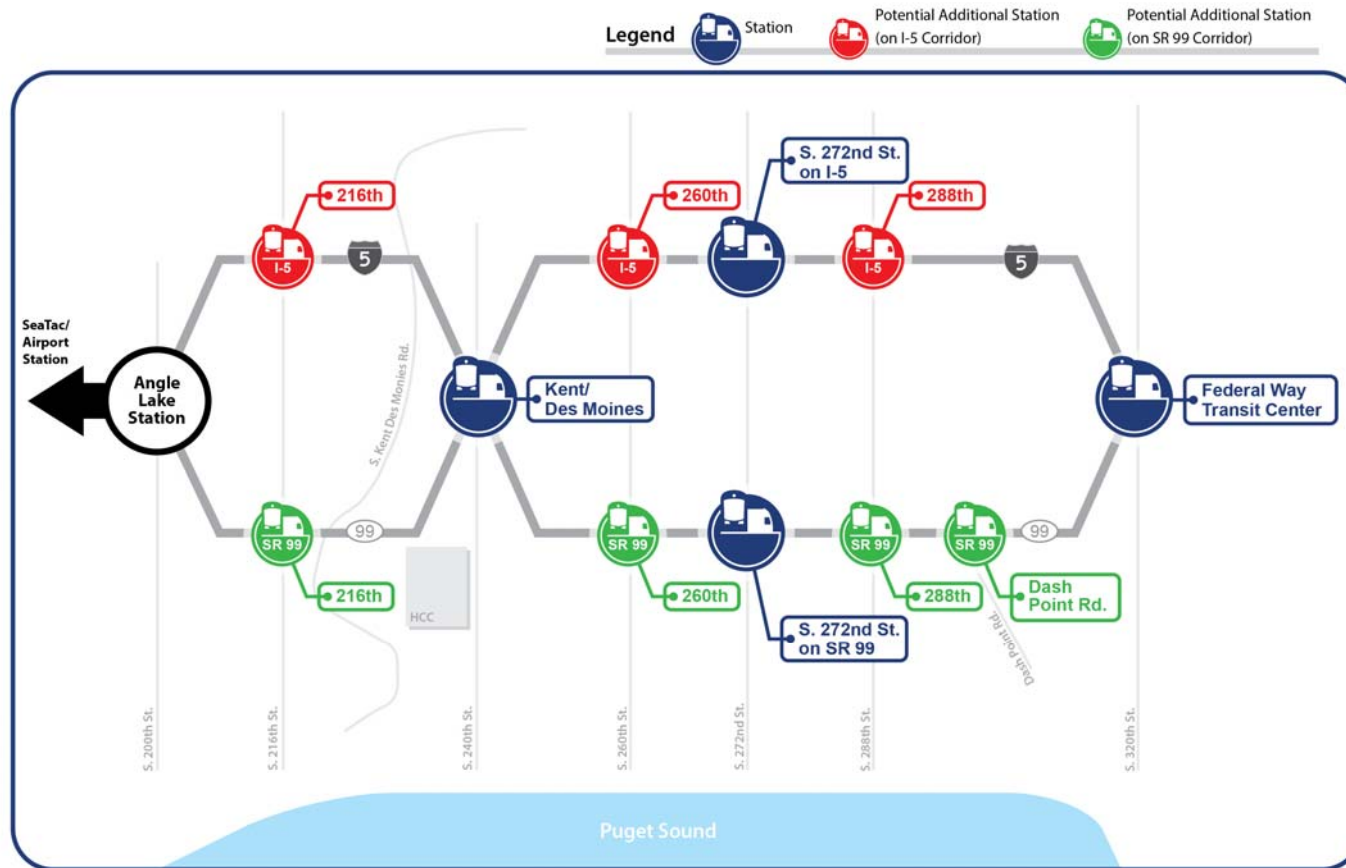 Legend
Station
Potential Additional Station
(on I-5 Corridor)
Potential Additional Station
(on SR 99 Corridor)
S. 272nd St.
on I-5
216th
260th
288th
I-5
5
I-5
I-5
5
SeaTac/
Airport
Station
Angle
Lake
Station
S. Kent Des Monies Rd.
Kent/
Des Moines
Federal Way
Transit Center
SR 99
99
SR 99
SR 99
SR 99
99
216th
HCC
260th
288th
Dash
Point Rd.
S. 272nd St.
on SR 99
Dash Point Rd.
S. 200th St.
S. 216th St.
S. 240th St.
S. 260th St.
S. 272nd St.
S. 288th St.
S. 320th St.
Puget Sound